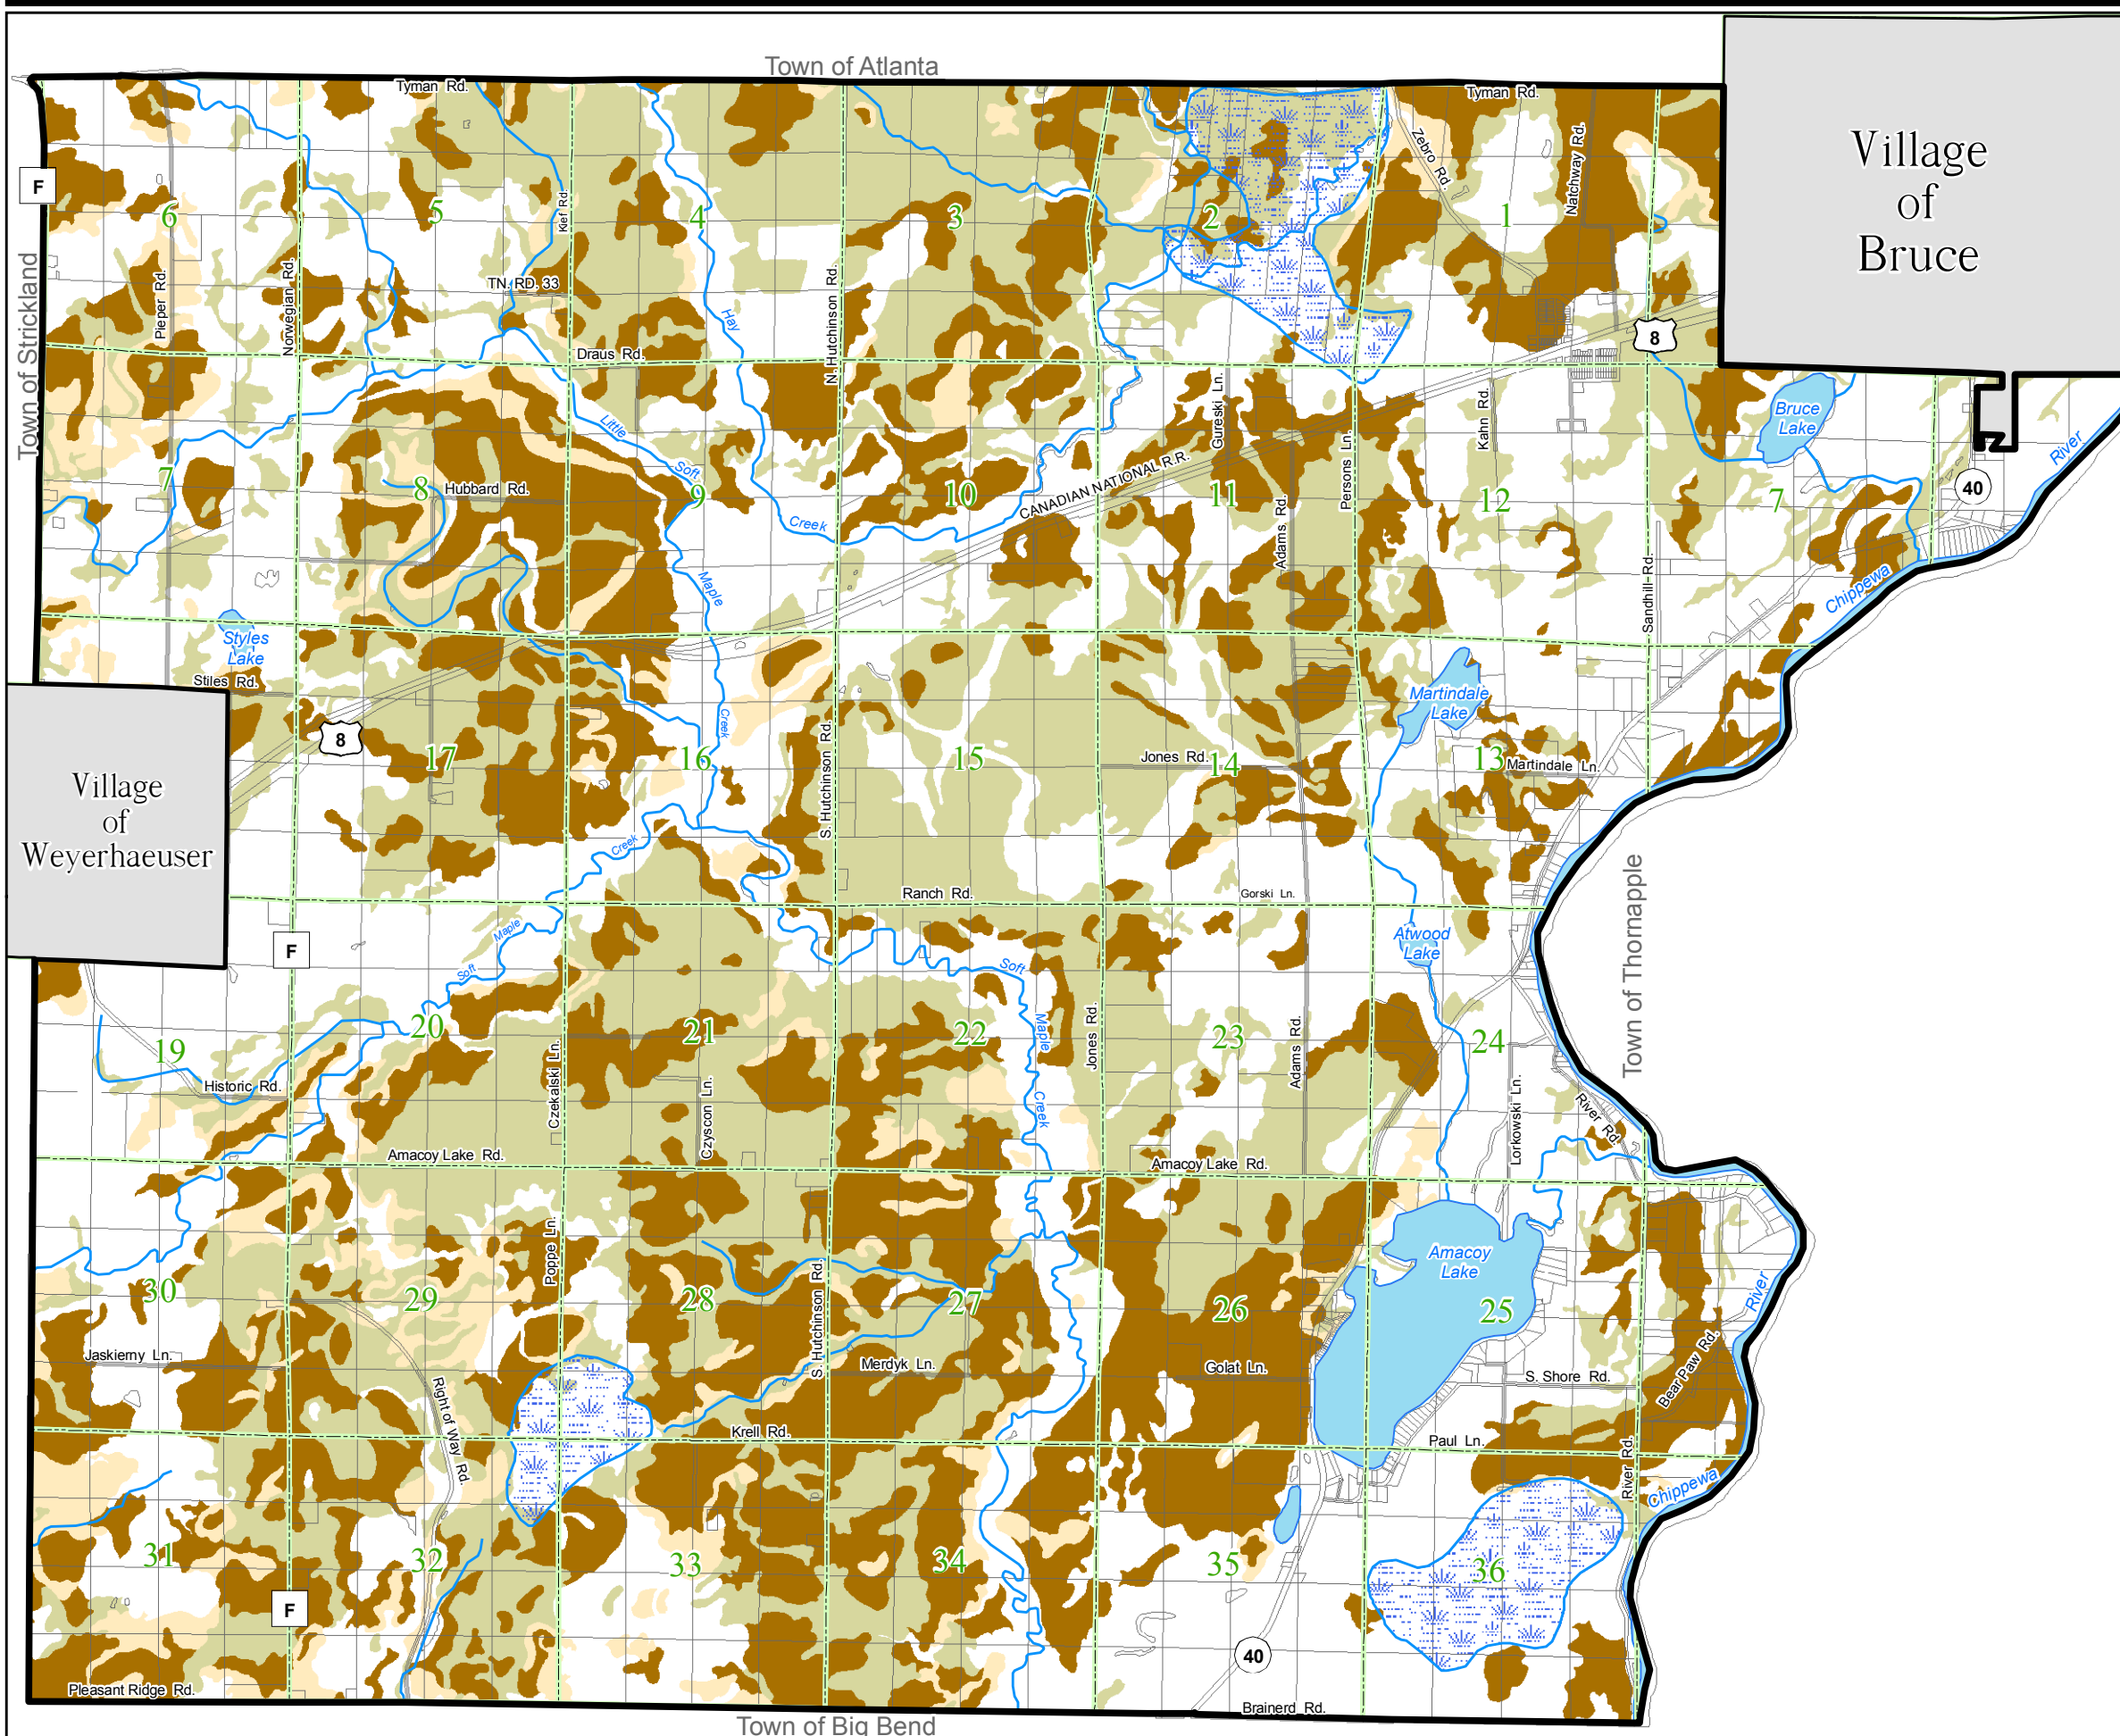 Town of Atlanta
Tyman Rd.
Tyman Rd.
Village
of
Bruce
Zebro Rd.
Natchway Rd.
F
6
5
4
3
2
1
Kief Rd
Pieper Rd.
Norwegian Rd.
TN. RD. 33
Hay
N. Hutchinson Rd.
Town of Strickland
Draus Rd.
8
Gureski Ln.
Kahn Rd.
Bruce
Lake
Little
Soft
Persons Ln.
River
7
8
Hubbard Rd.
9
10
CANADIAN NATIONAL R.R.
11
12
7
40
Creek
Adams Rd.
Maple
Sandhill Rd.
Chippewa
Styles
Lake
Stiles Rd.
Martindale
Lake
8
Creek
S. Hutchinson Rd.
17
16
15
Jones Rd.
14
13
Martindale Ln.
Village
of
Weyerhaeuser
Creek
Ranch Rd.
Gorski Ln.
Town of Thornapple
F
Maple
Soft
Atwood
Lake
Soft
19
20
21
22
Maple
Jones Rd.
23
Adams Rd.
24
Historic Rd.
Czekalski Ln.
Czyscon Ln.
Creek
Lorkowski Ln.
River Rd.
Amacoy Lake Rd.
Amacoy Lake Rd.
Poppe Ln.
Amacoy
Lake
30
29
28
S. Hutchinson Rd.
27
26
25
River
Jaskierny Ln.
Merdyk Ln.
Golat Ln.
S. Shore Rd.
Bear Paw Rd.
Right of Way Rd.
Krell Rd.
Paul Ln.
River Rd.
Chippewa
31
32
33
34
35
36
F
40
Pleasant Ridge Rd.
Brainerd Rd.
Town of Big Bend